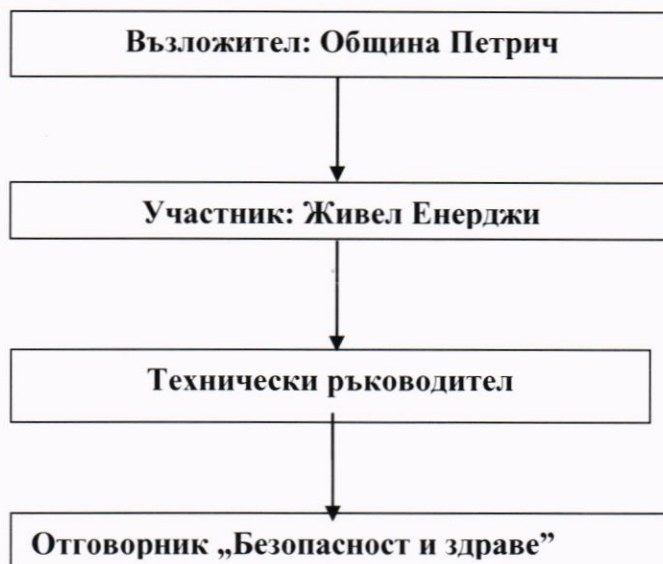 Възложител: Община Петрич
Участник: Живел Енерджи
Технически ръководител
Отговорник „Безопасност и здраве”